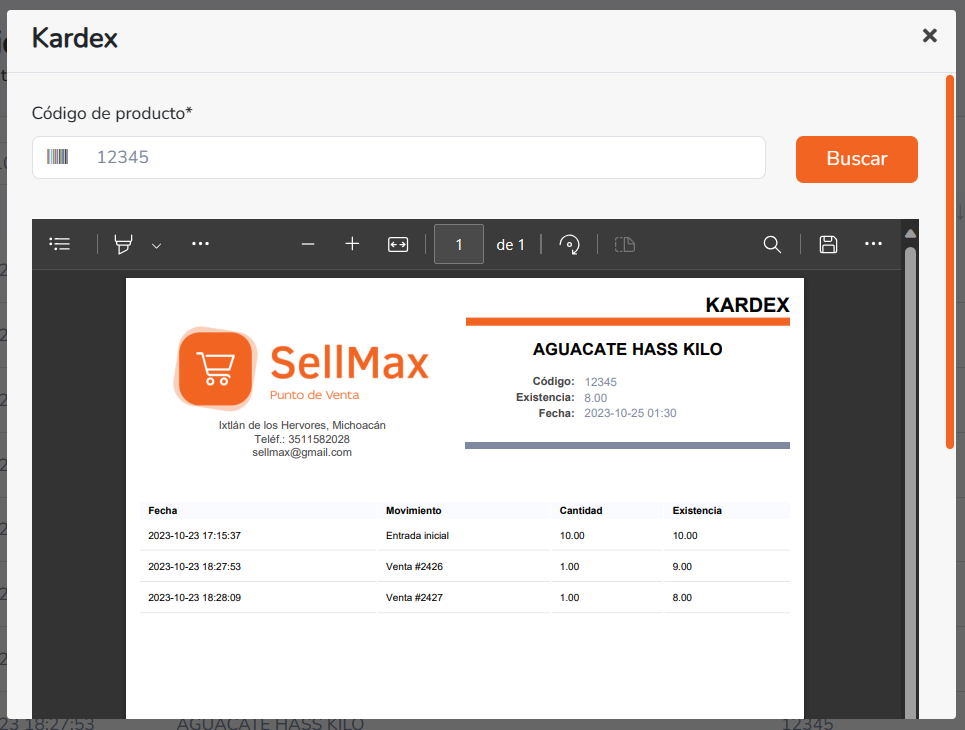 Kardex
Código de producto*
12345
Buscar
1 de 1
KARDEX
SellMax
Punto de Venta
Ixtlán de los Hervores, Michoacán
Teléf.: 3511582028
sellmax@gmail.com
AGUACATE HASS KILO
Código: 12345
Existencia: 8.00
Fecha: 2023-10-25 01:30
Fecha Movimiento Cantidad Existencia
2023-10-23 17:15:37 Entrada inicial 10.00 10.00
2023-10-23 18:27:53 Venta #2426 1.00 9.00
2023-10-23 18:28:09 Venta #2427 1.00 8.00
23 18:27:53 AGUACATE HASS KILO 12345